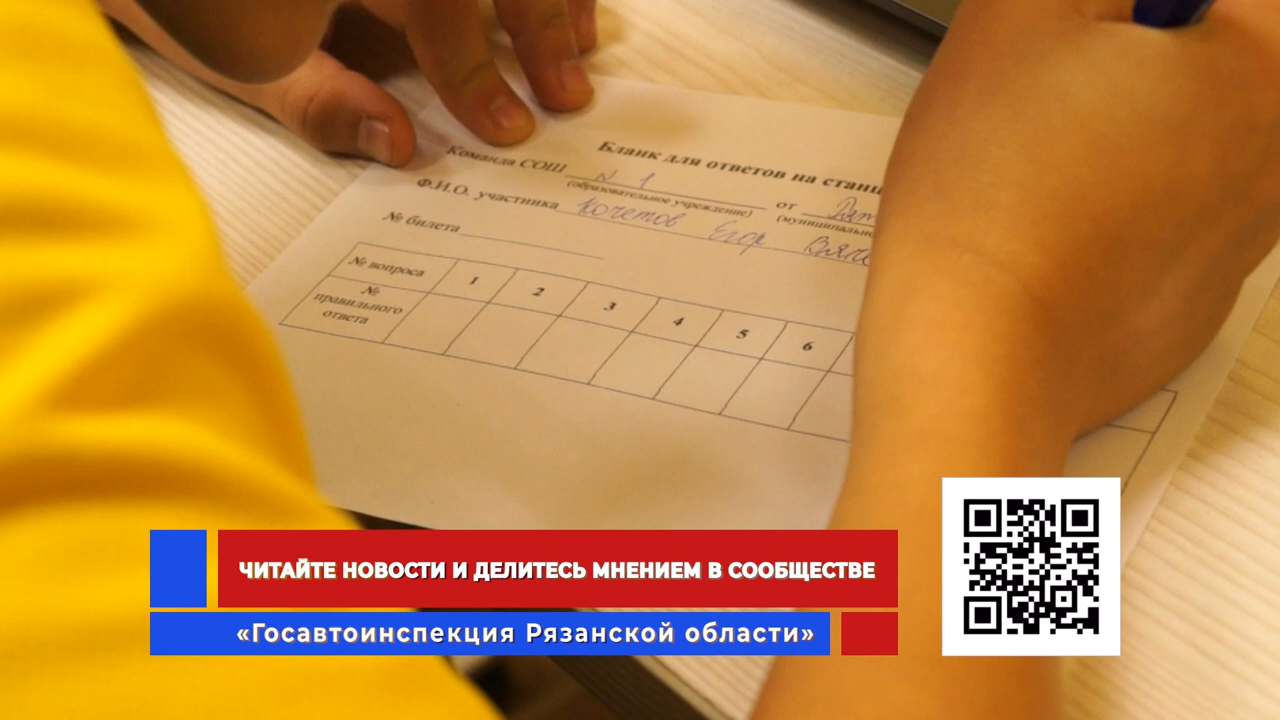 Бланк для ответов на
Команда СОШ N 1 от
(образовательное учреждение)
Ф.И.О. участника Кочетов Егор
№ билета
№ вопроса 1 2 3 4 5 6
№
правильного
ответа
ЧИТАЙТЕ НОВОСТИ И ДЕЛИТЕСЬ МНЕНИЕМ В СООБЩЕСТВЕ
«Госавтоинспекция Рязанской области»